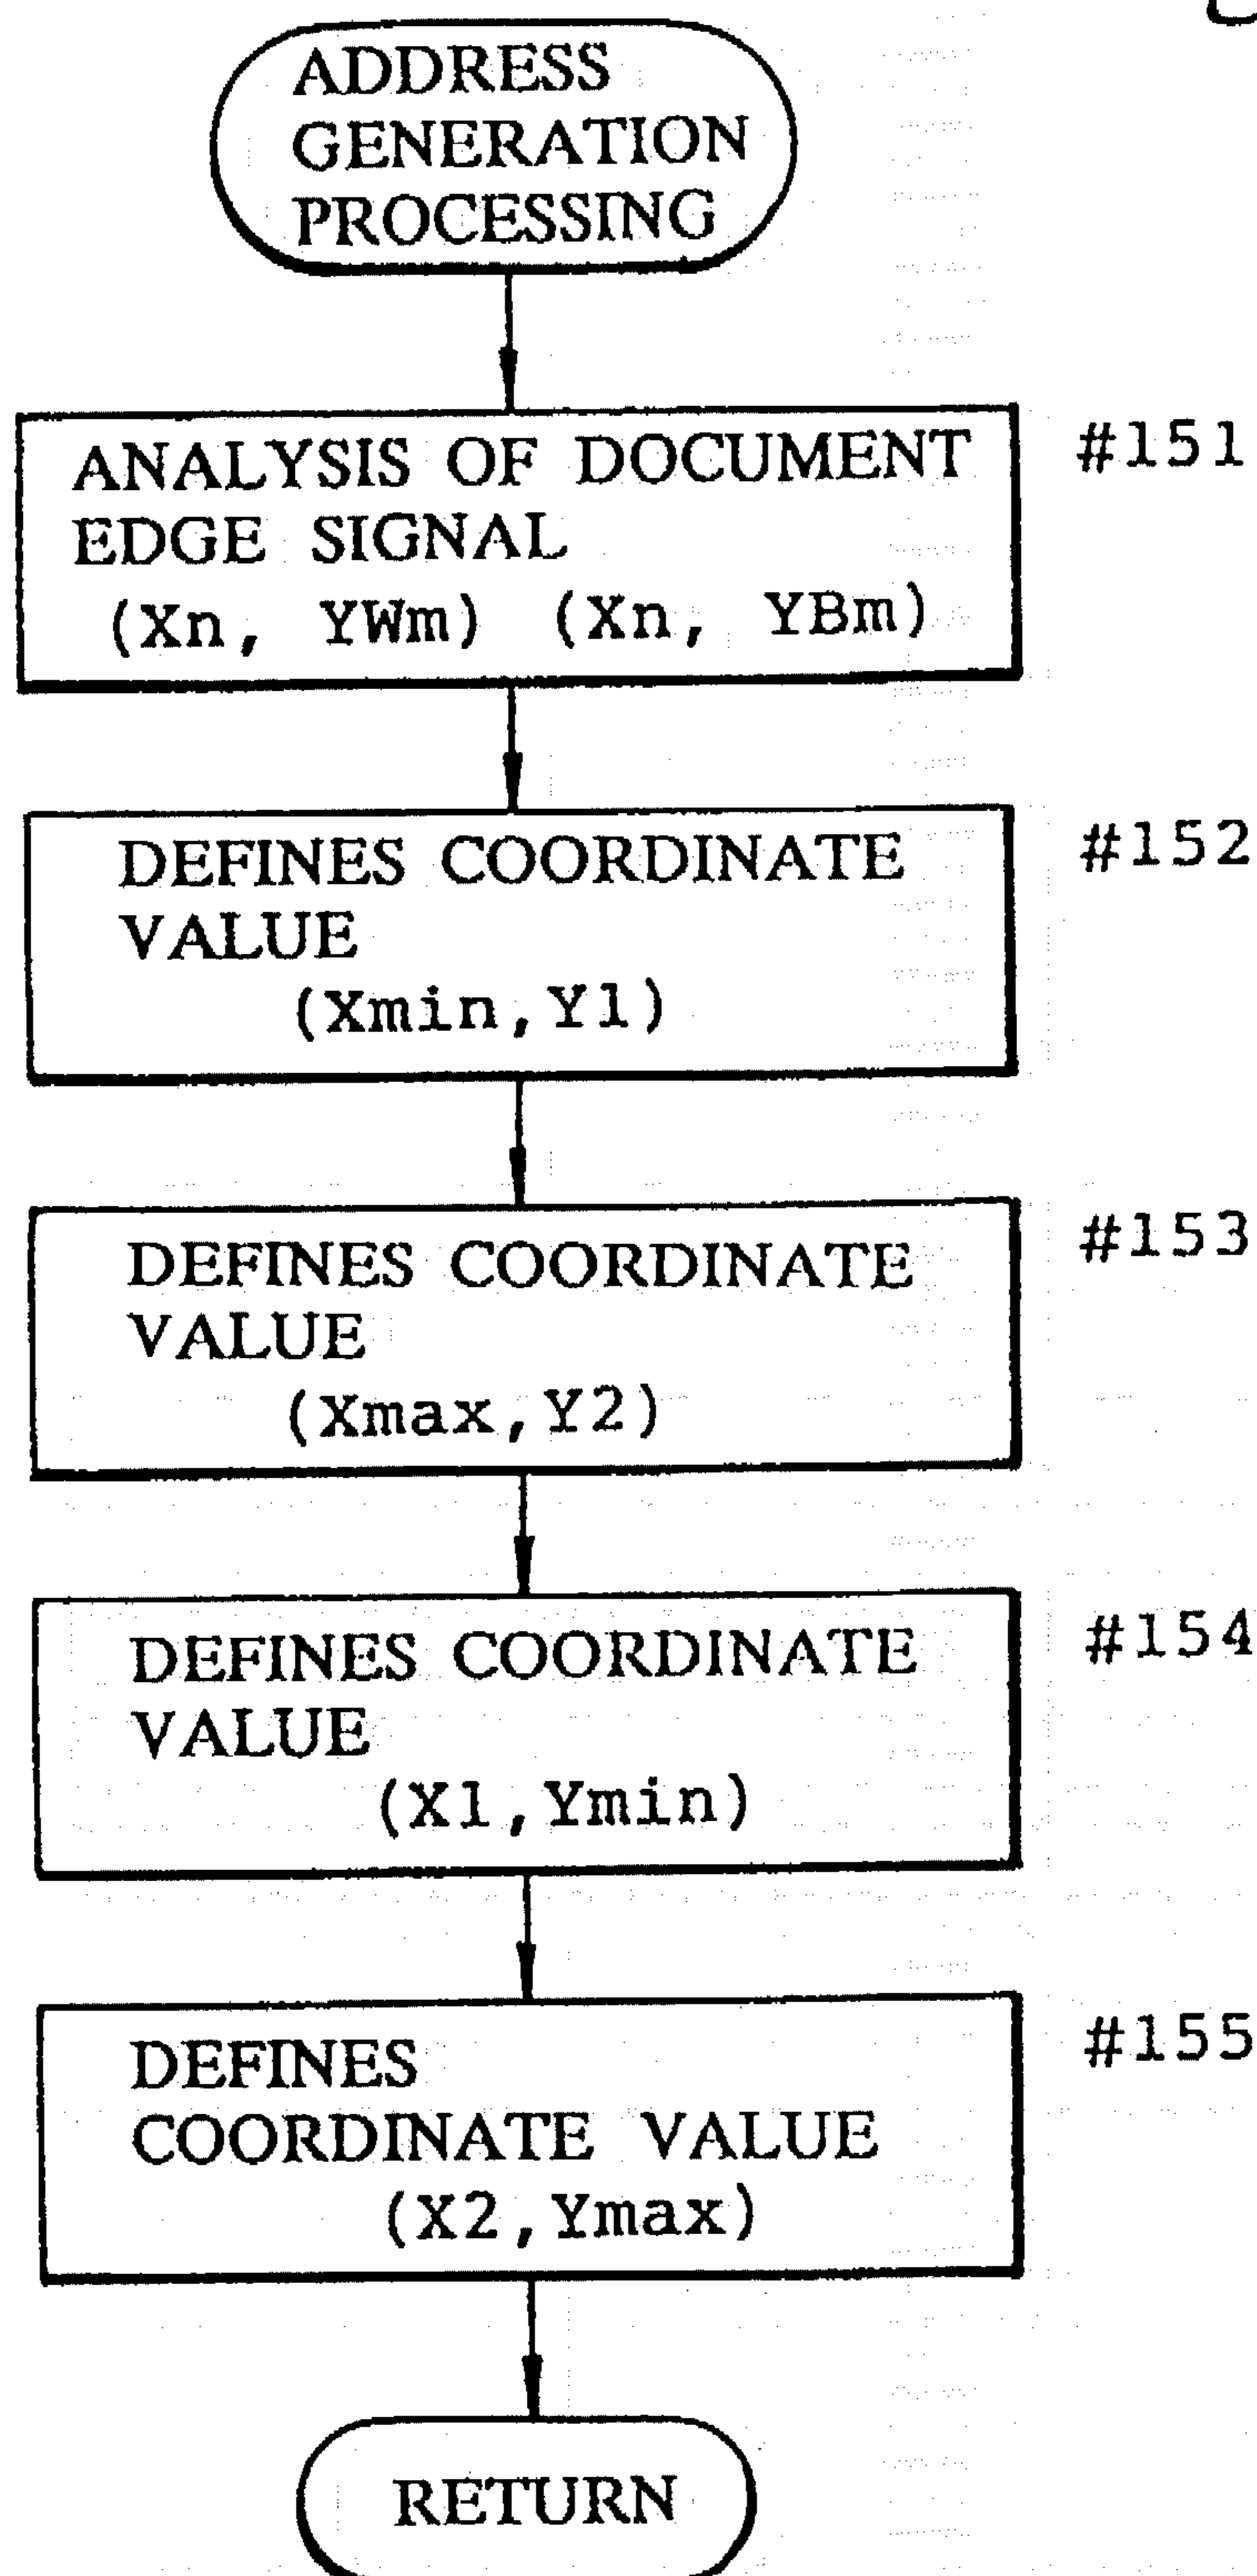 ADDRESS
GENERATION
PROCESSING
ANALYSIS OF DOCUMENT
EDGE SIGNAL
(Xn, YWm) (Xn, YBm)
#151
DEFINES COORDINATE
VALUE
(Xmin,Y1)
#152
DEFINES COORDINATE
VALUE
(Xmax,Y2)
#153
DEFINES COORDINATE
VALUE
(X1,Ymin)
#154
DEFINES
COORDINATE VALUE
(X2,Ymax)
#155
RETURN